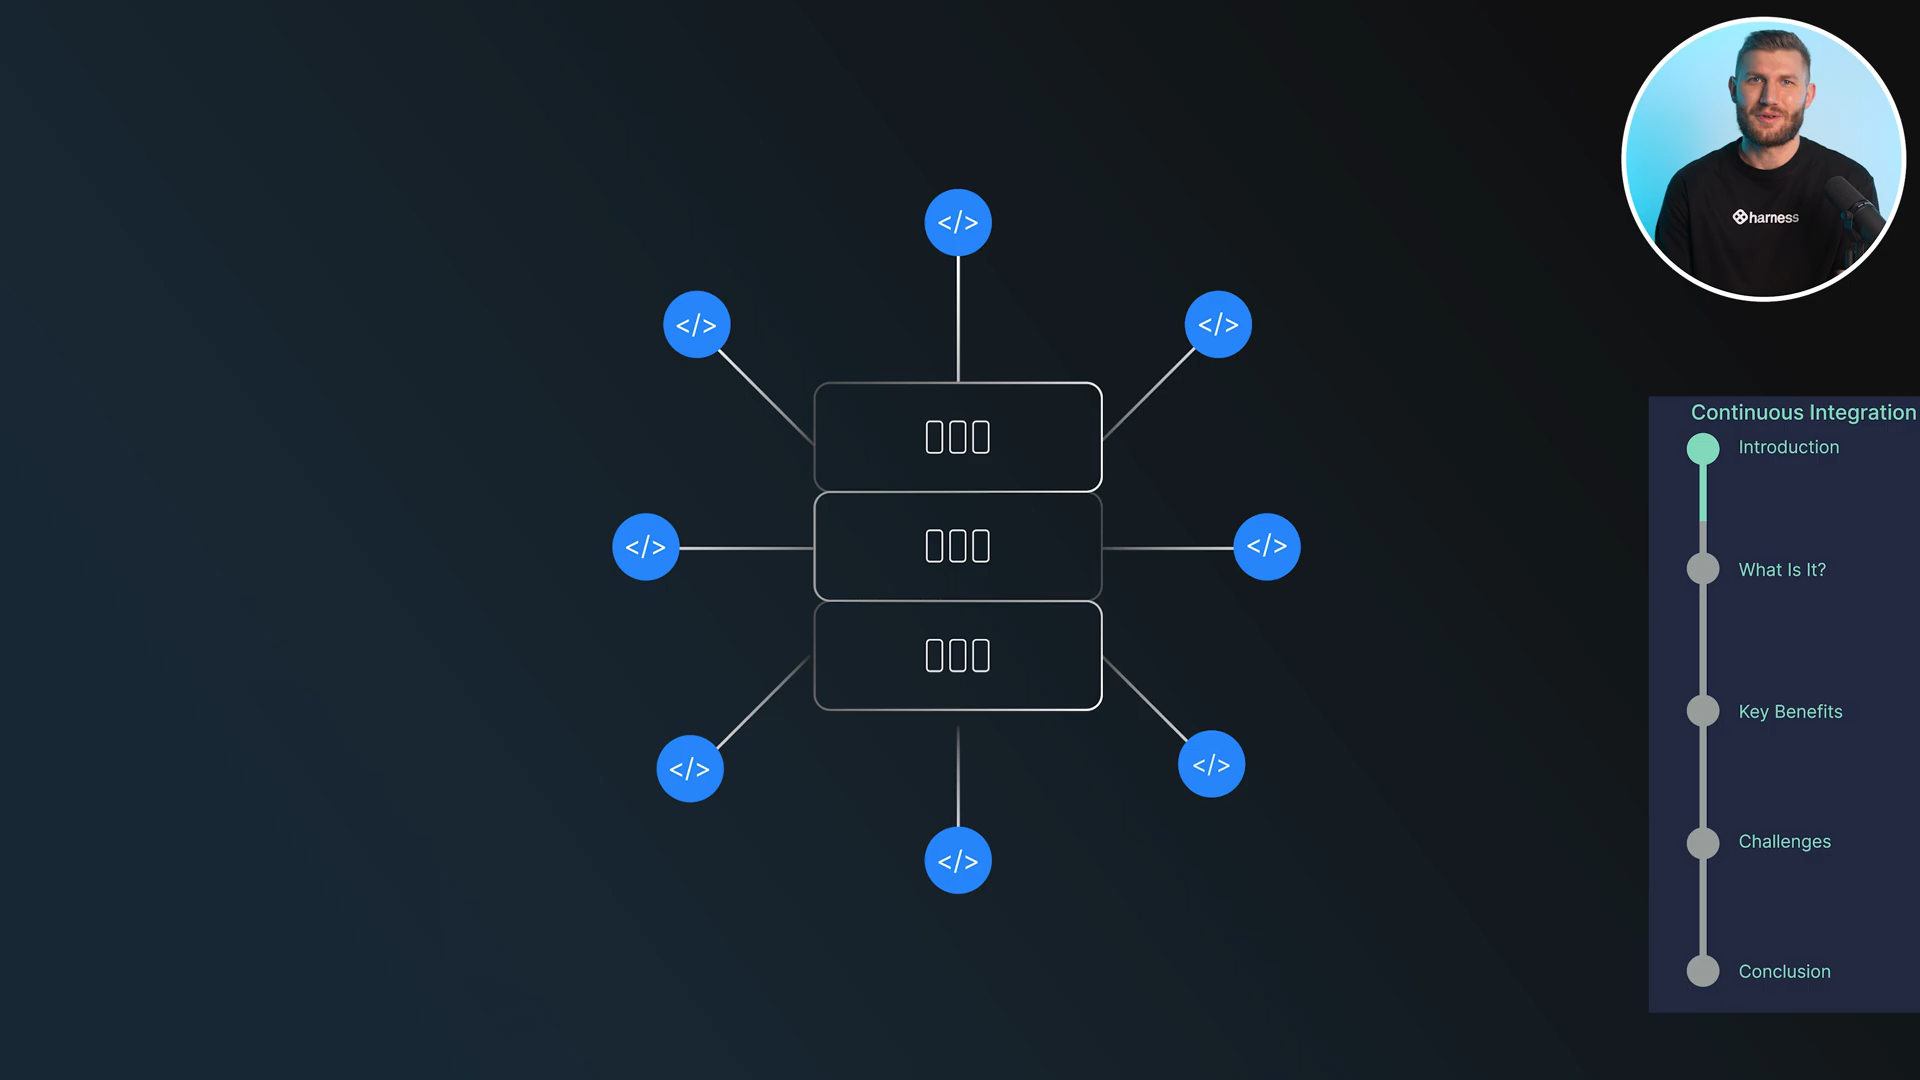 </>
</>
</>
</>
</>
</>
</>
</>
harness
Continuous Integration
Introduction
What Is It?
Key Benefits
Challenges
Conclusion